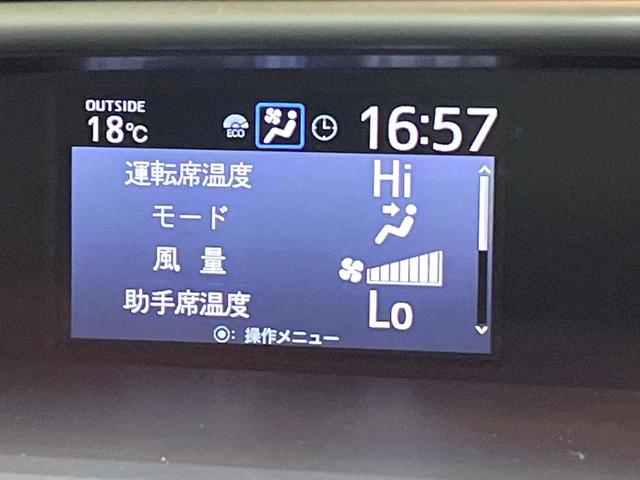 OUTSIDE
18℃ ECO 16:57
運転席温度 Hi
モード
風量
助手席温度 Lo
◉: 操作メニュー